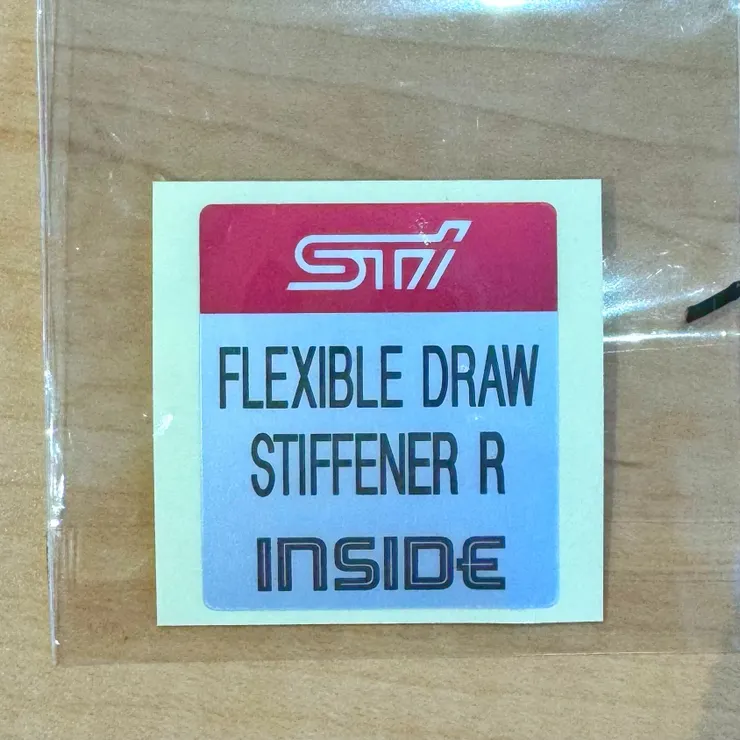 STi
FLEXIBLE DRAW
STIFFENER R
INSIDE